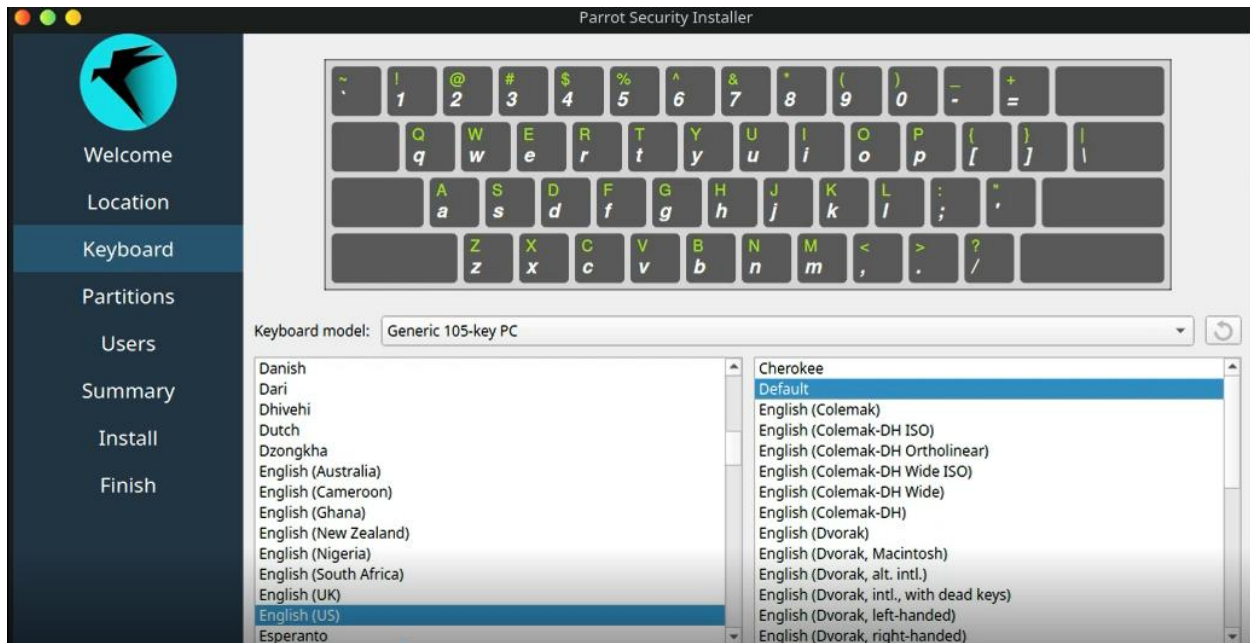 Parrot Security Installer
Welcome
Location
Keyboard
Partitions
Users
Summary
Install
Finish
~ ! @ # $ % ^ & * ( ) _ +
` 1 2 3 4 5 6 7 8 9 0 - =
Q W E R T Y U I O P { } |
q w e r t y u i o p [ ] \
A S D F G H J K L : "
a s d f g h j k l ; '
Z X C V B N M < > ?
z x c v b n m , . /
Keyboard model: Generic 105-key PC
Danish
Dari
Dhivehi
Dutch
Dzongkha
English (Australia)
English (Cameroon)
English (Ghana)
English (New Zealand)
English (Nigeria)
English (South Africa)
English (UK)
English (US)
Esperanto
Cherokee
Default
English (Colemak)
English (Colemak-DH ISO)
English (Colemak-DH Ortholinear)
English (Colemak-DH Wide ISO)
English (Colemak-DH Wide)
English (Colemak-DH)
English (Dvorak)
English (Dvorak, Macintosh)
English (Dvorak, alt. intl.)
English (Dvorak, intl., with dead keys)
English (Dvorak, left-handed)
English (Dvorak, right-handed)